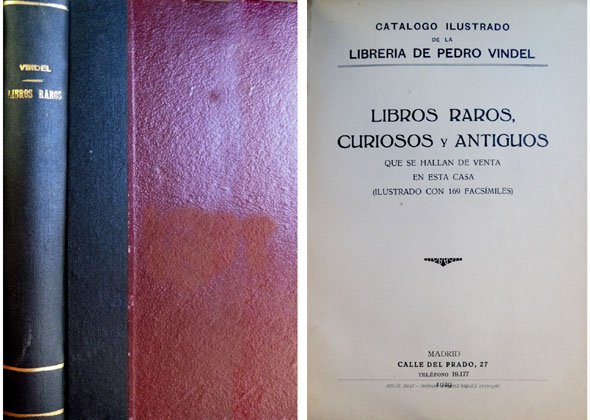 VINDEL
LIBROS RAROS
CATALOGO ILUSTRADO
DE LA
LIBRERIA DE PEDRO VINDEL
LIBROS RAROS,
CURIOSOS Y ANTIGUOS
QUE SE HALLAN DE VENTA
EN ESTA CASA
(ILUSTRADO CON 169 FACSÍMILES)
MADRID
CALLE DEL PRADO, 27
TELÉFONO 19.177